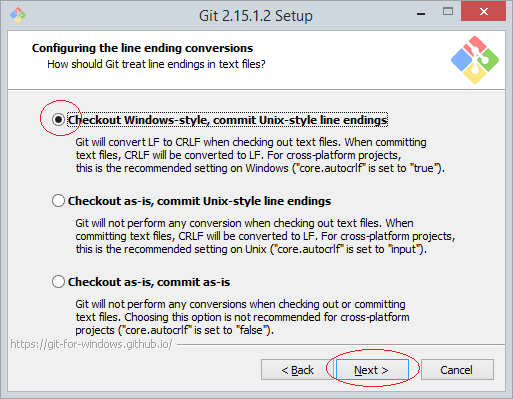 Git 2.15.1.2 Setup
Configuring the line ending conversions
How should Git treat line endings in text files?
Checkout Windows-style, commit Unix-style line endings
Git will convert LF to CRLF when checking out text files. When committing
text files, CRLF will be converted to LF. For cross-platform projects,
this is the recommended setting on Windows ("core.autocrlf" is set to "true").
Checkout as-is, commit Unix-style line endings
Git will not perform any conversion when checking out text files. When
committing text files, CRLF will be converted to LF. For cross-platform projects,
this is the recommended setting on Unix ("core.autocrlf" is set to "input").
Checkout as-is, commit as-is
Git will not perform any conversions when checking out or committing
text files. Choosing this option is not recommended for cross-platform
projects ("core.autocrlf" is set to "false").
https://git-for-windows.github.io/
< Back
Next >
Cancel